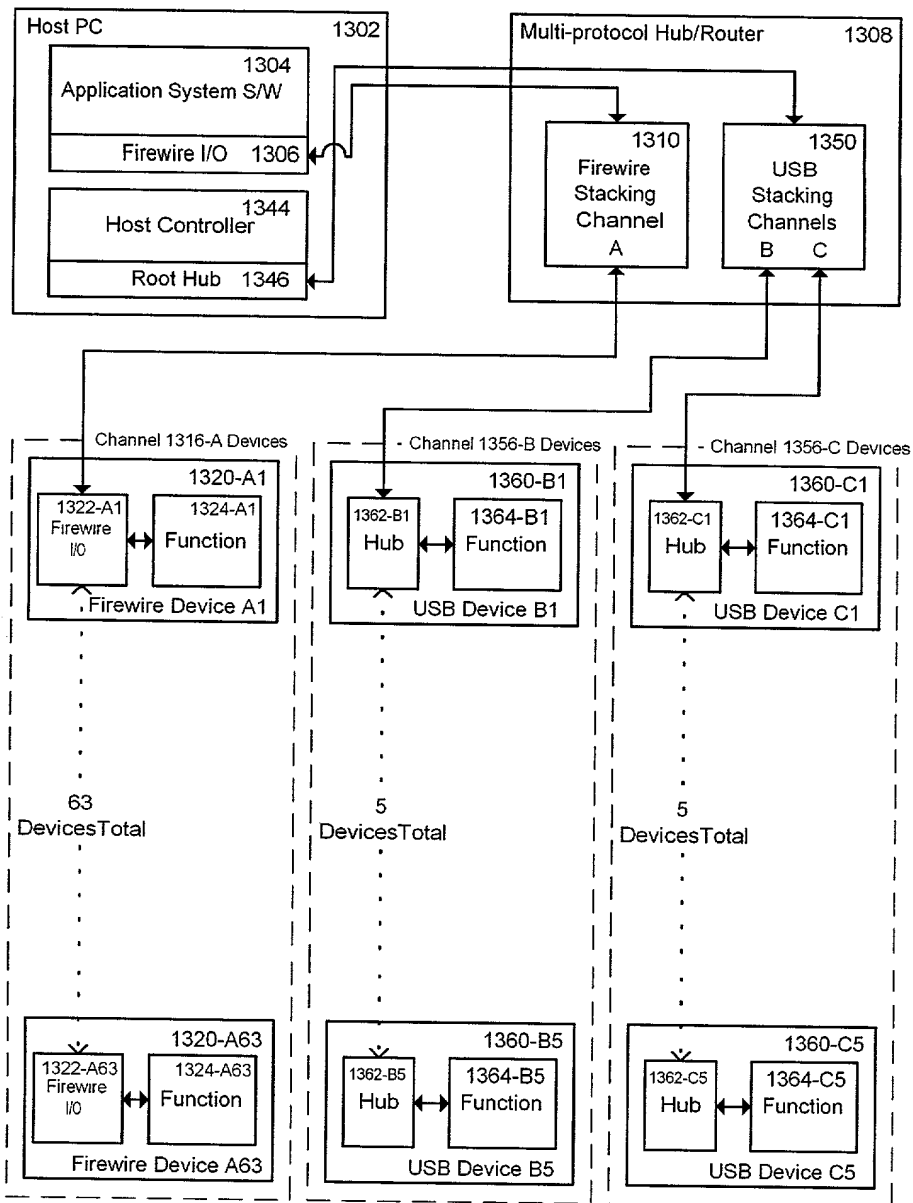 Host PC 1302
1304
Application System S/W
Firewire I/O 1306
1344
Host Controller
Root Hub 1346
Multi-protocol Hub/Router 1308
1310
Firewire
Stacking
Channel
A
1350
USB
Stacking
Channels
B C
Channel 1316-A Devices
1320-A1
1322-A1
Firewire
I/O
1324-A1
Function
Firewire Device A1
63
DevicesTotal
1320-A63
1322-A63
Firewire
I/O
1324-A63
Function
Firewire Device A63
Channel 1356-B Devices
1360-B1
1362-B1
Hub
1364-B1
Function
USB Device B1
5
DevicesTotal
1360-B5
1362-B5
Hub
1364-B5
Function
USB Device B5
Channel 1356-C Devices
1360-C1
1362-C1
Hub
1364-C1
Function
USB Device C1
5
DevicesTotal
1360-C5
1362-C5
Hub
1364-C5
Function
USB Device C5